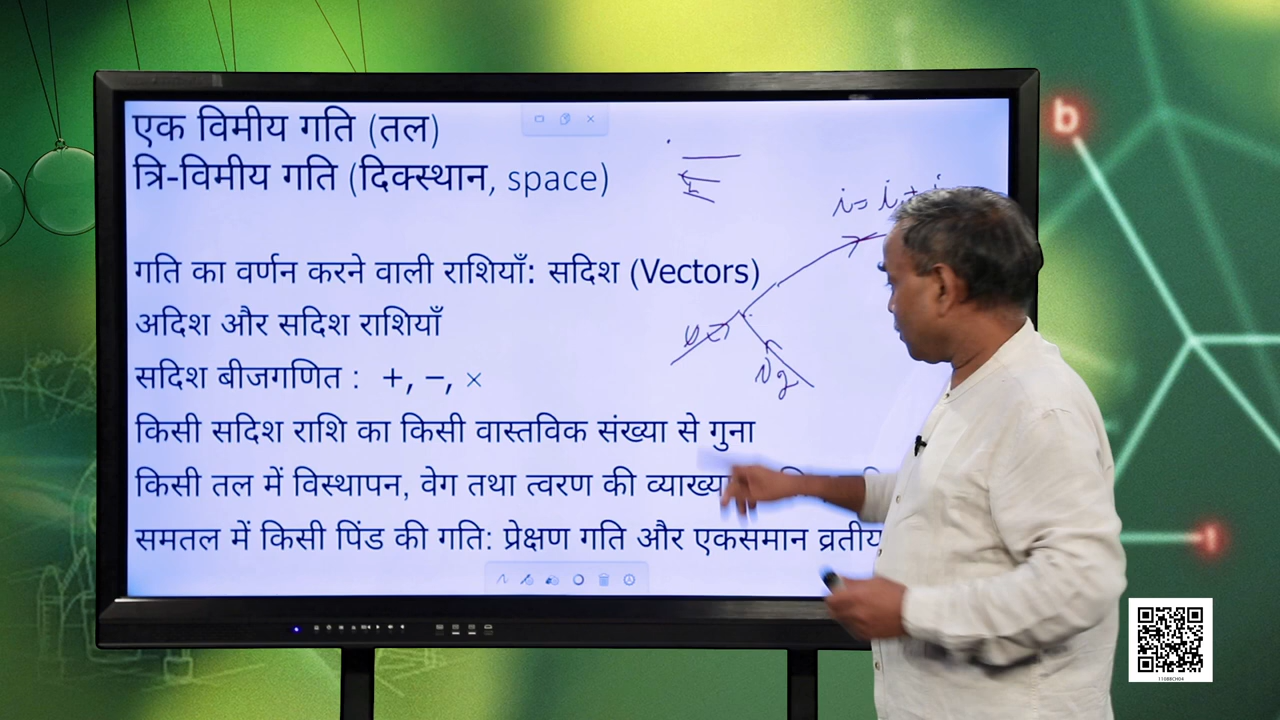 एक विमीय गति (तल)
त्रि-विमीय गति (दिक्स्थान, space)
गति का वर्णन करने वाली राशियाँ: सदिश (Vectors)
अदिश और सदिश राशियाँ
सदिश बीजगणित : +, −, ×
किसी सदिश राशि का किसी वास्तविक संख्या से गुना
किसी तल में विस्थापन, वेग तथा त्वरण की
समतल में किसी पिंड की गति: प्रेक्षण गति और एकसमान व्रतीय
b